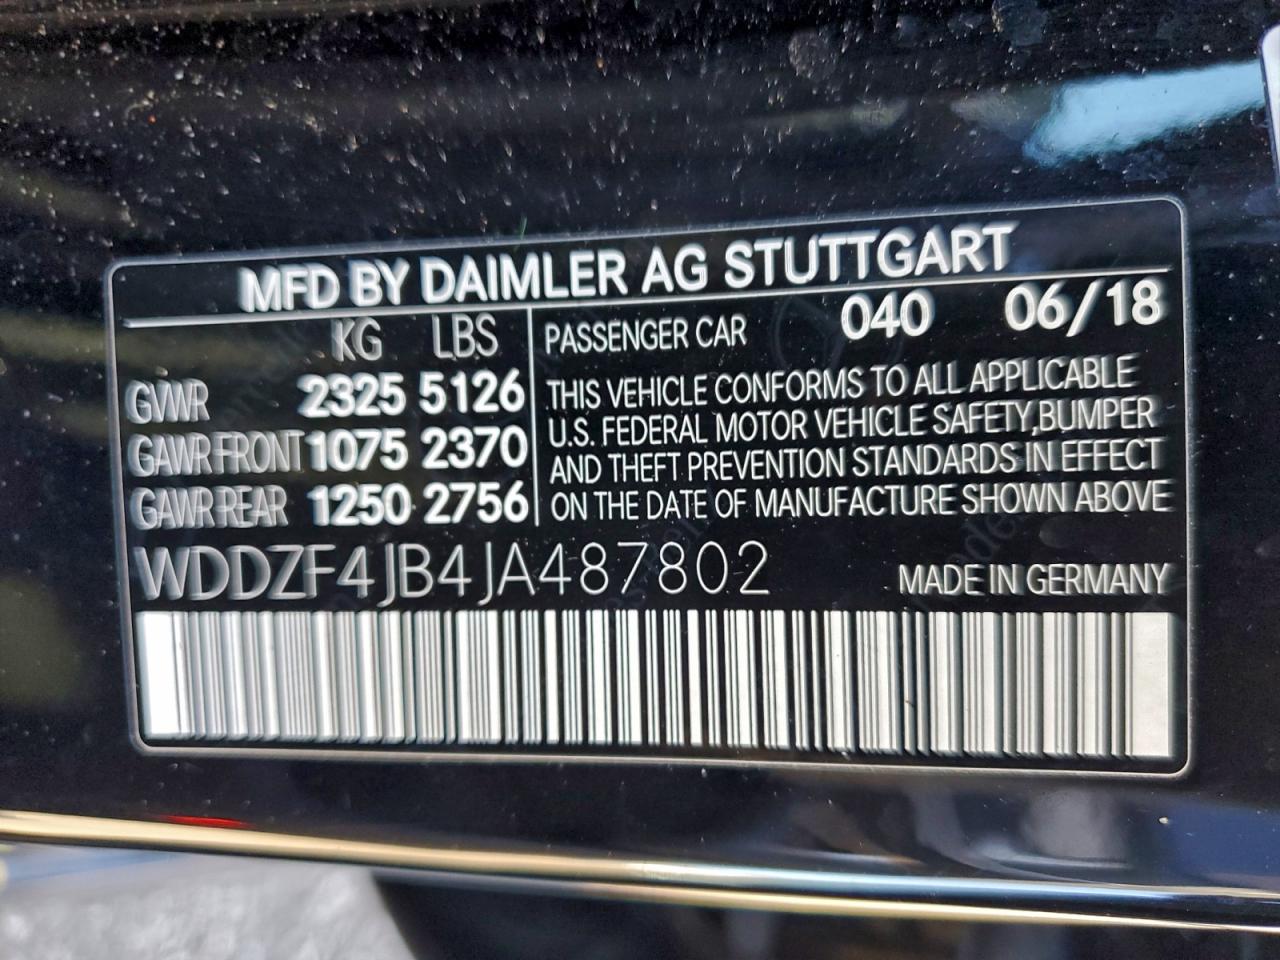 MFD BY DAIMLER AG STUTTGART
KG LBS
GVWR 2325 5126
GAWR FRONT 1075 2370
GAWR REAR 1250 2756
PASSENGER CAR 040 06/18
THIS VEHICLE CONFORMS TO ALL APPLICABLE
U.S. FEDERAL MOTOR VEHICLE SAFETY, BUMPER
AND THEFT PREVENTION STANDARDS IN EFFECT
ON THE DATE OF MANUFACTURE SHOWN ABOVE
WDDZF4JB4JA487802 MADE IN GERMANY